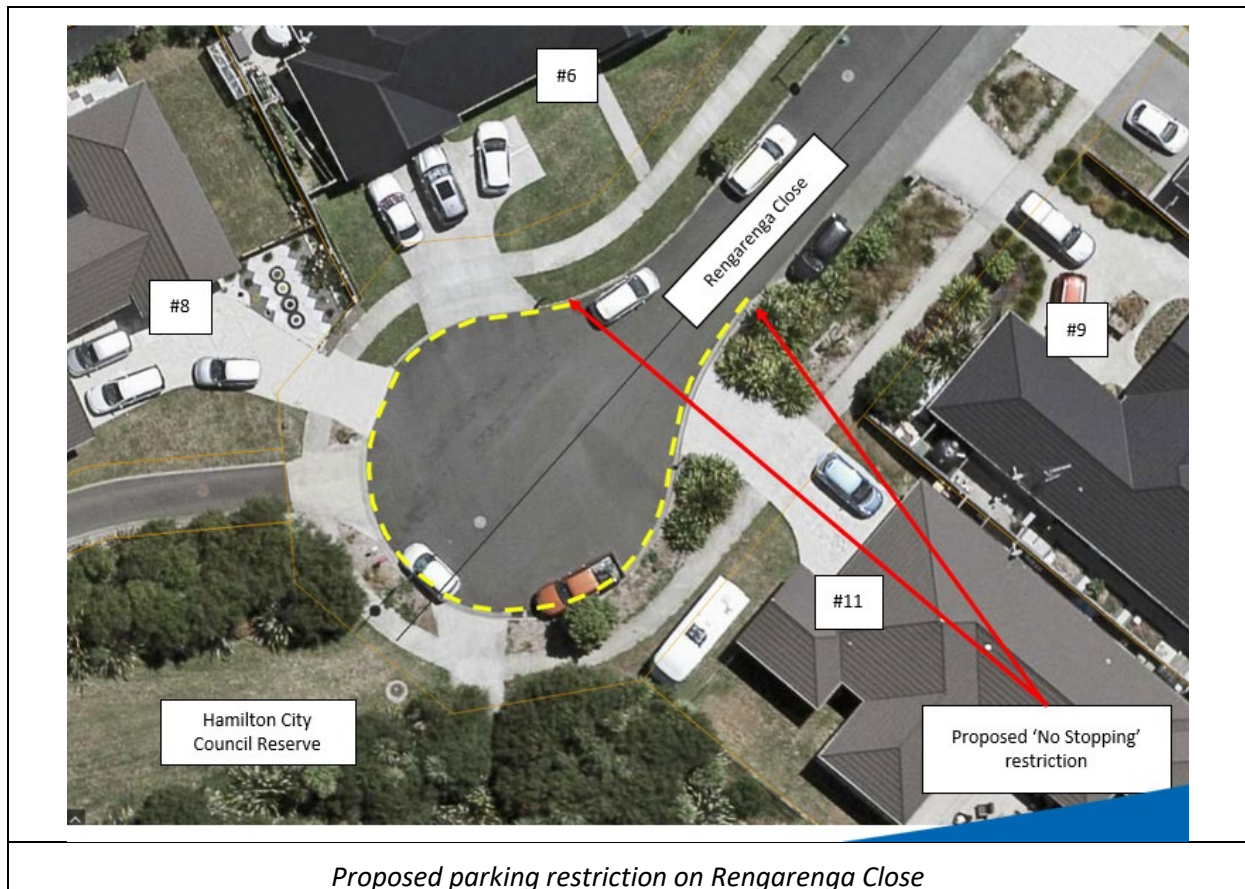 #6
Rengarenga Close
#8
#9
#11
Hamilton City
Council Reserve
Proposed ‘No Stopping’
restriction
Proposed parking restriction on Rengarenga Close